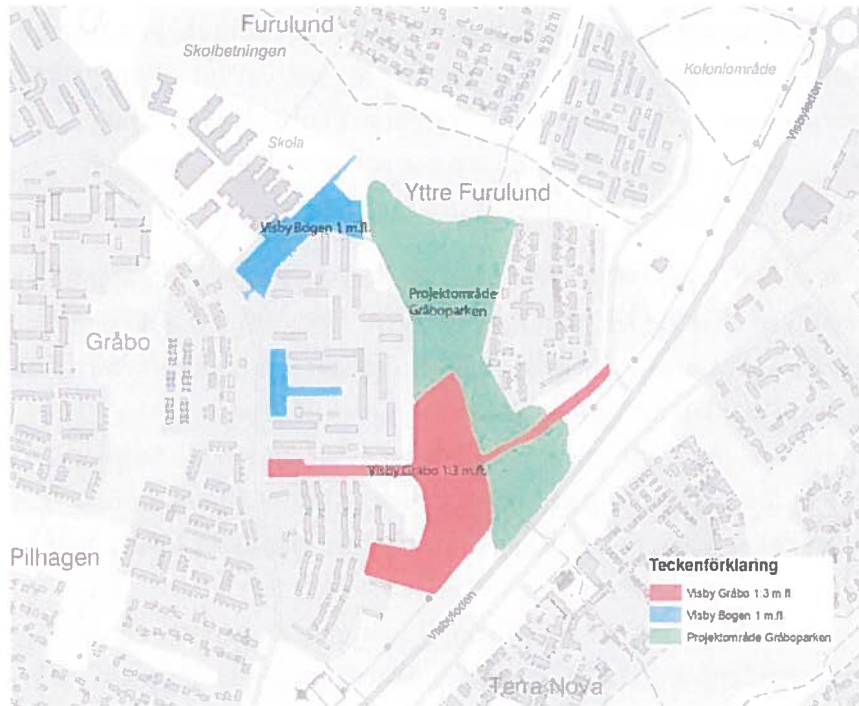 Furulund
Skolbetningen
Koloniområde
Visbyleden
Skola
Yttre Furulund
Visby Bogen 1 m.fl.
Projektområde
Gråboparken
Gråbo
Visby Gråbo 1:3 m.fl.
Pilhagen
Teckenförklaring
Visby Gråbo 1:3 m fl
Visby Bogen 1 m.fl.
Projektområde Gråboparken
Visbyleden
Terra Nova